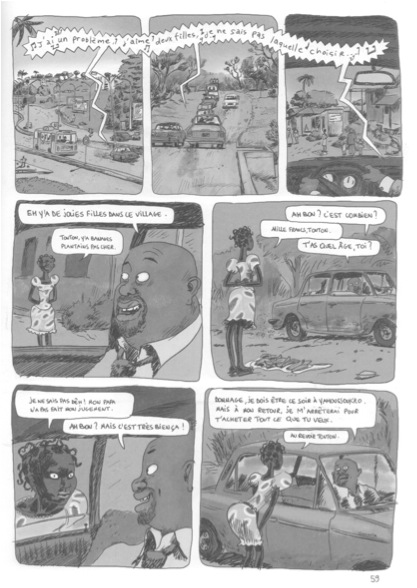 ♫ J'ai un problème ? J'aime deux filles, ♫ je ne sais pas laquelle choisir... ♫
EH Y'A DE JOLIES FILLES DANS CE VILLAGE.
TONTON, Y'A BANANES
PLANTAINS PAS CHER.
AH BON ? C'EST COMBIEN ?
MILLE FRANCS, TONTON.
T'AS QUEL ÂGE, TOI ?
JE NE SAIS PAS DÊH ! MON PAPA
N'A PAS FAIT MON JUGEMENT.
AH BON ? MAIS C'EST TRÈS BIEN ÇA !
DOMMAGE, JE DOIS ÊTRE CE SOIR À YAMOUSSOUKRO.
MAIS À MON RETOUR, JE M'ARRÊTERAI POUR
T'ACHETER TOUT CE QUE TU VEUX.
AU REVOIR TONTON.
59